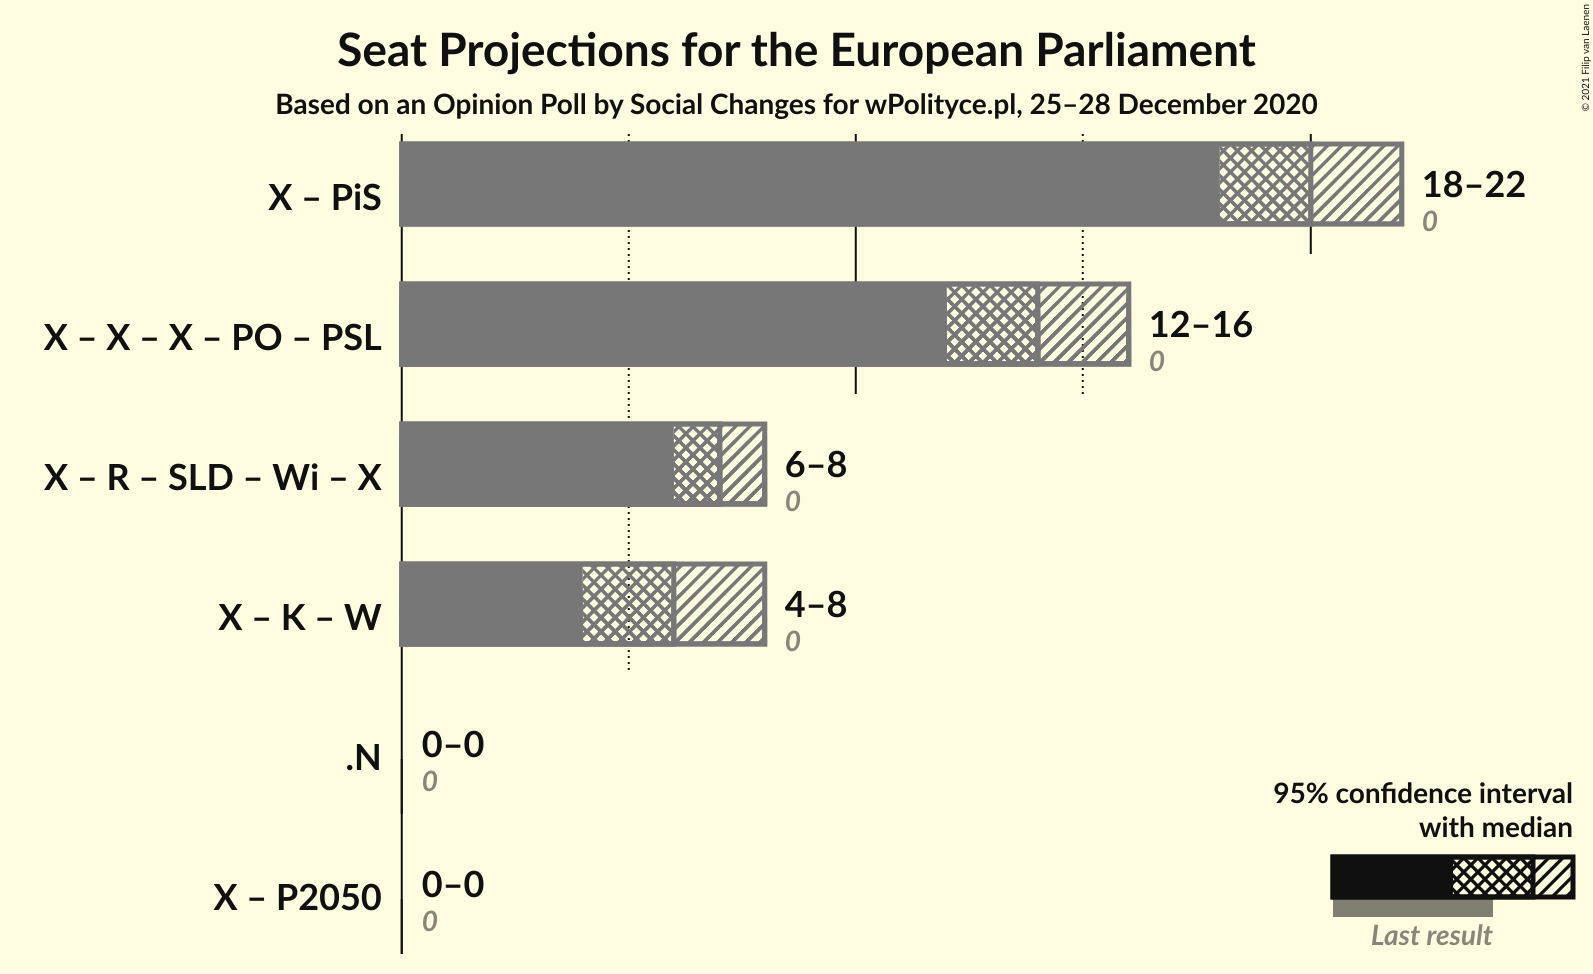 Seat Projections for the European Parliament
Based on an Opinion Poll by Social Changes for wPolityce.pl, 25–28 December 2020
© 2021 Filip van Laenen
X – PiS
18–22
0
X – X – X – PO – PSL
12–16
0
X – R – SLD – Wi – X
6–8
0
X – K – W
4–8
0
.N
0–0
0
X – P2050
0–0
0
95% confidence interval
with median
Last result